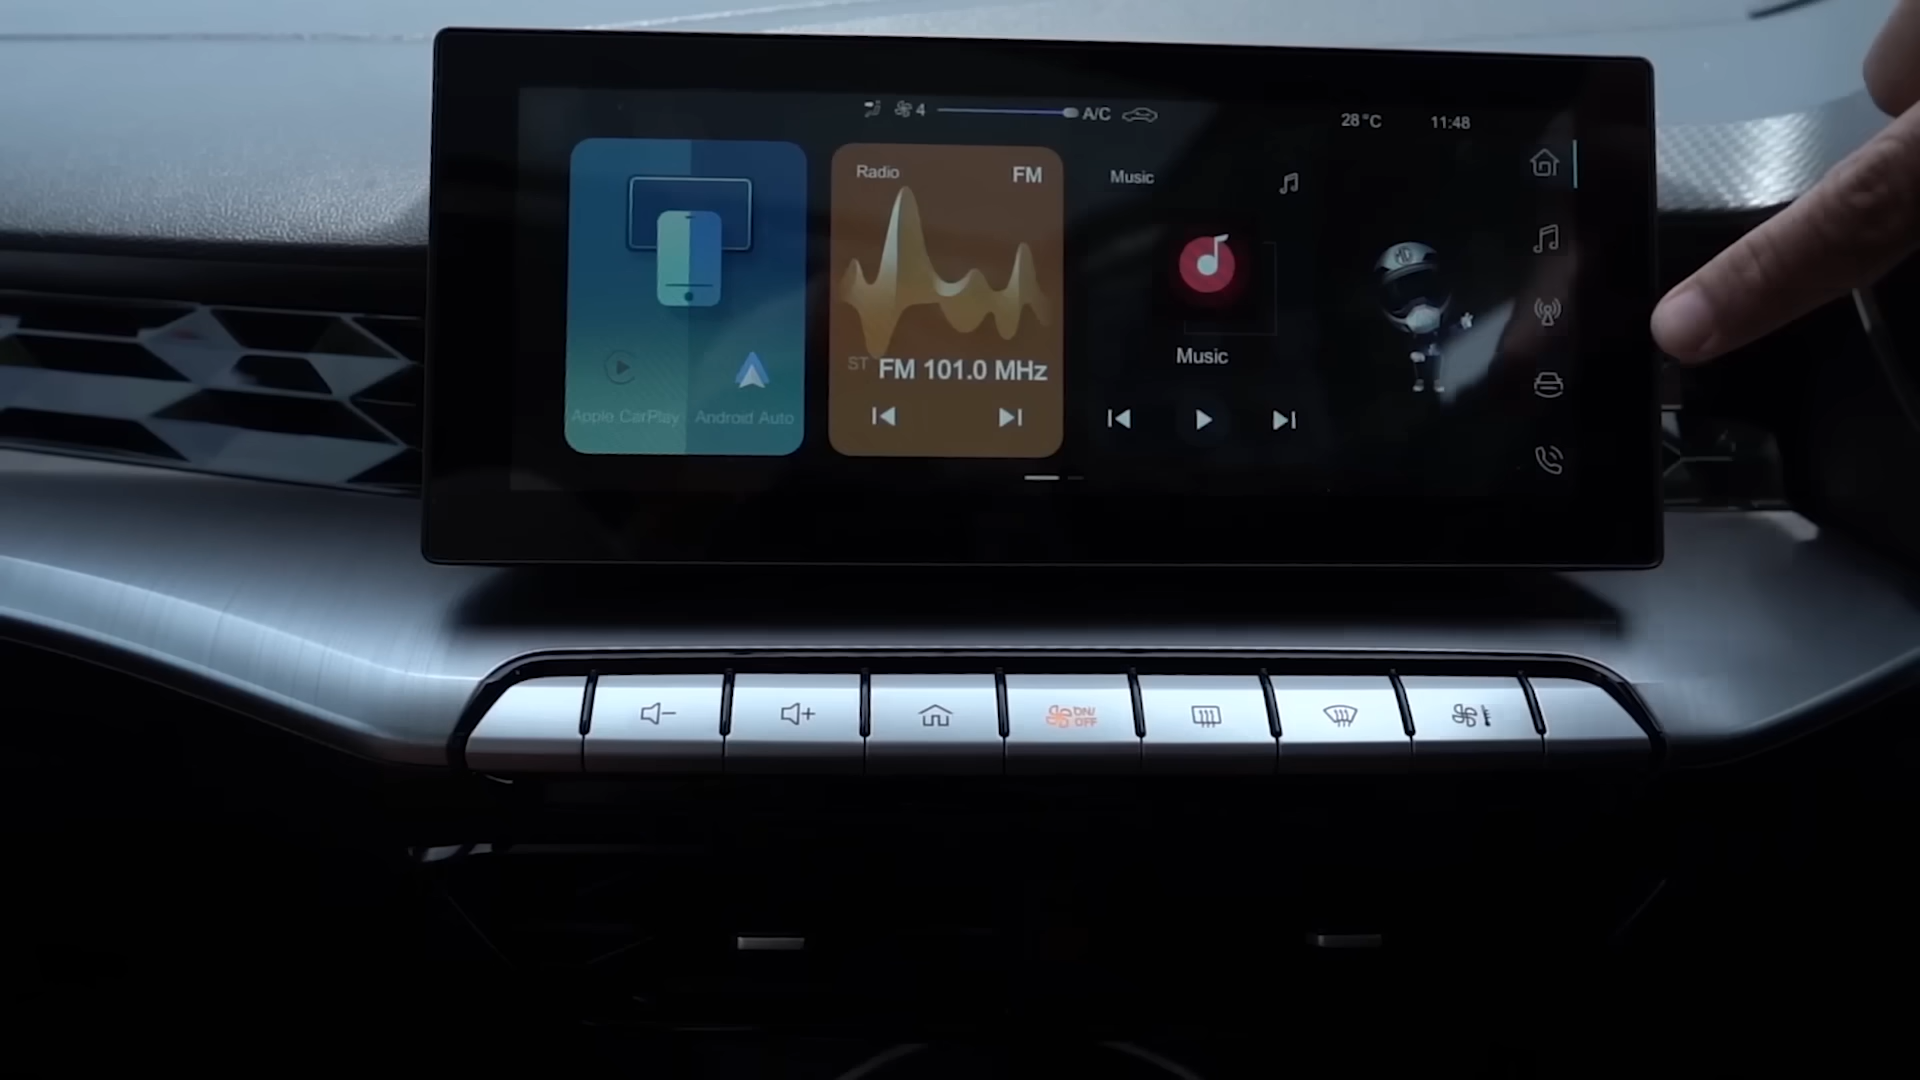 4 A/C 28°C 11:48
Radio FM
Music
ST FM 101.0 MHz
Music
Apple CarPlay Android Auto
ON/
OFF